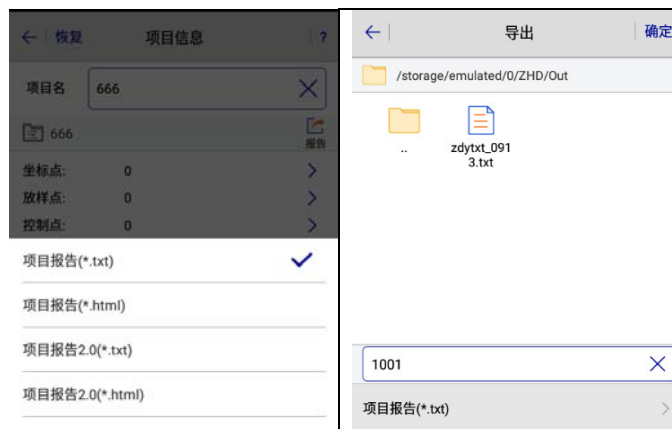 恢复 项目信息 ?
项目名 666
666 报告
坐标点: 0
放样点: 0
控制点: 0
项目报告(*.txt)
项目报告(*.html)
项目报告2.0(*.txt)
项目报告2.0(*.html)
导出 确定
/storage/emulated/0/ZHD/Out
..
zdytxt_091
3.txt
1001
项目报告(*.txt)